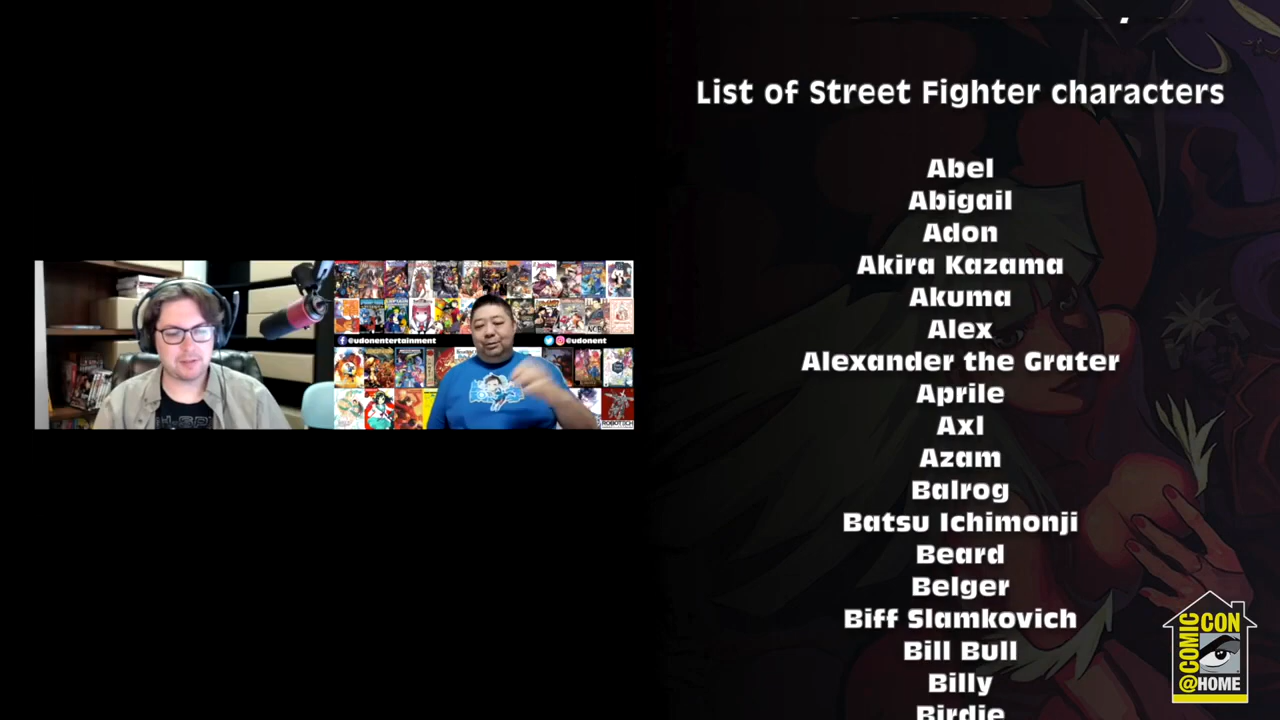 List of Street Fighter characters
Abel
Abigail
Adon
Akira Kazama
Akuma
Alex
Alexander the Grater
Aprile
Axl
Azam
Balrog
Batsu Ichimonji
Beard
Belger
Biff Slamkovich
Bill Bull
Billy
Birdie
@udonentertainment
@udonent
ROBOTECH
COMIC
CON
@HOME